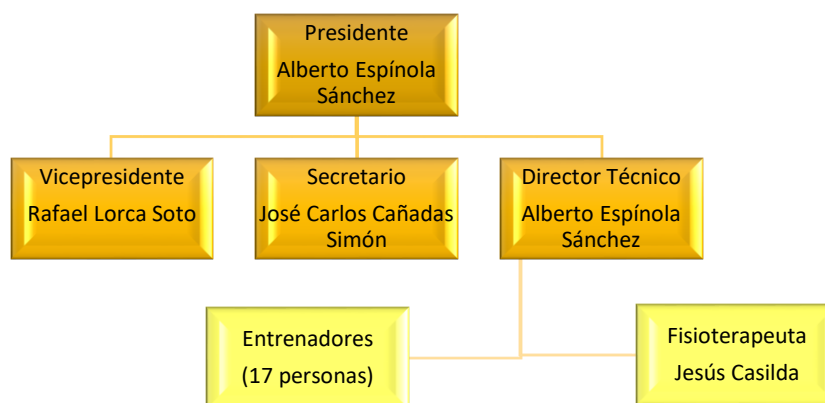 Presidente
Alberto Espínola
Sánchez
Vicepresidente
Rafael Lorca Soto
Secretario
José Carlos Cañadas
Simón
Director Técnico
Alberto Espínola
Sánchez
Entrenadores
(17 personas)
Fisioterapeuta
Jesús Casilda